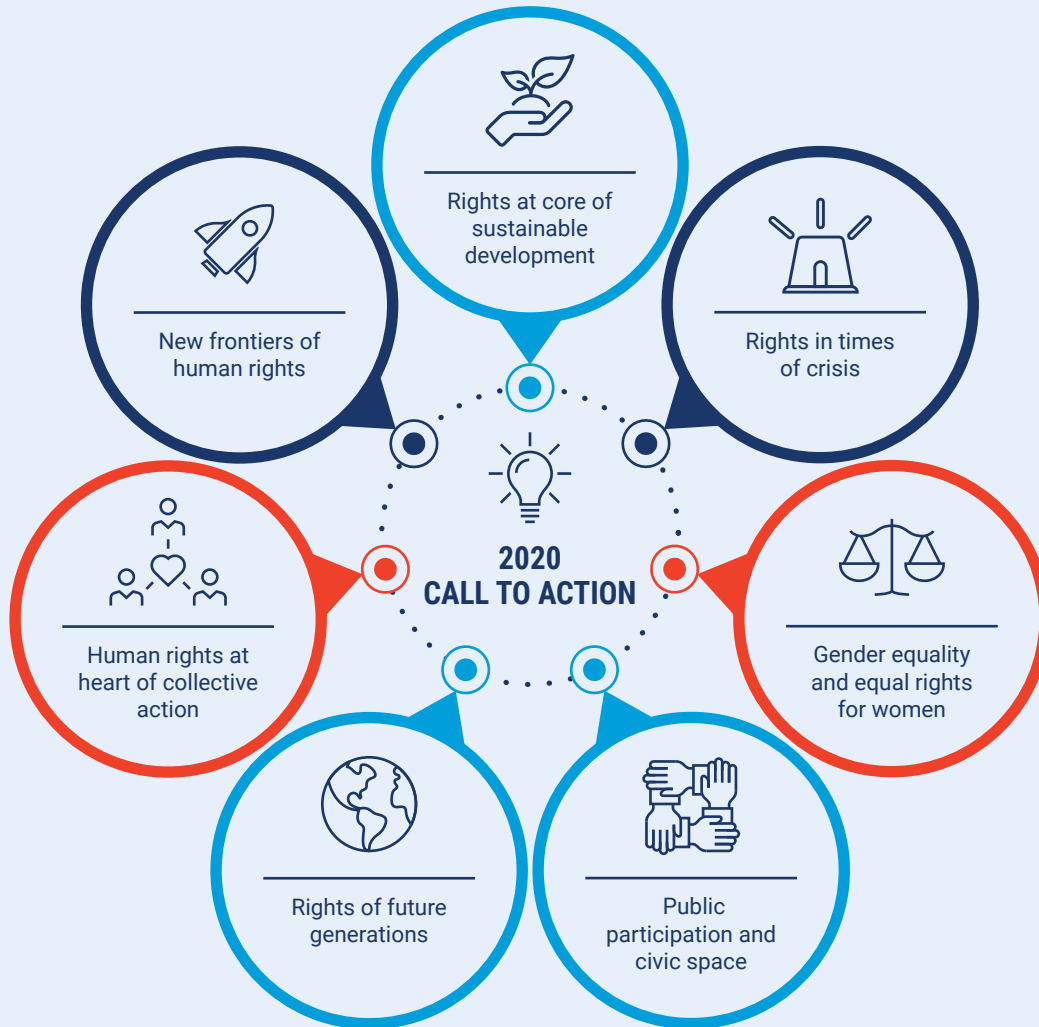 Rights at core of
sustainable
development
Rights in times
of crisis
Gender equality
and equal rights
for women
Public
participation and
civic space
Rights of future
generations
Human rights at
heart of collective
action
New frontiers of
human rights
2020
CALL TO ACTION